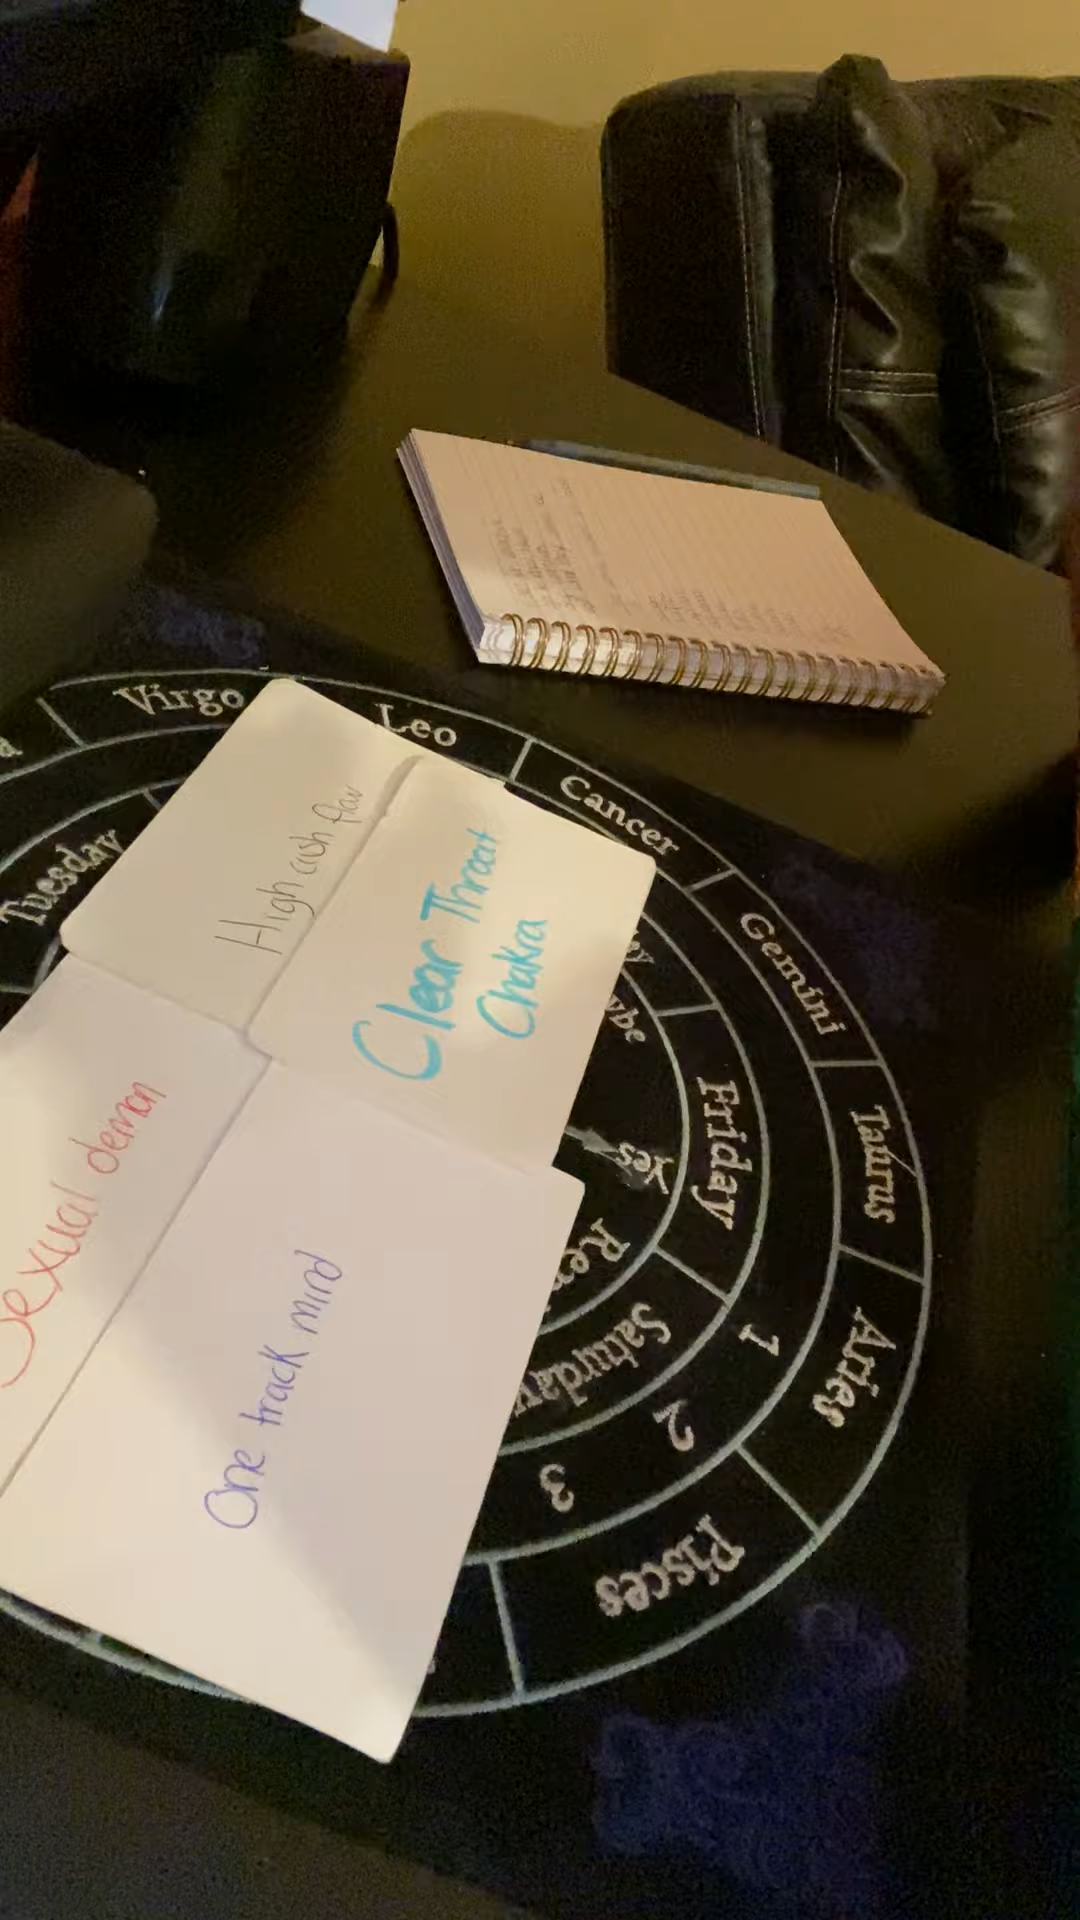 Virgo
Leo
Cancer
Gemini
Taurus
Aries
Pisces
Tuesday
Friday
Saturday
Yes
1
2
3
High cash flow
Clear Throat
Chakra
Sexual demon
One track mind